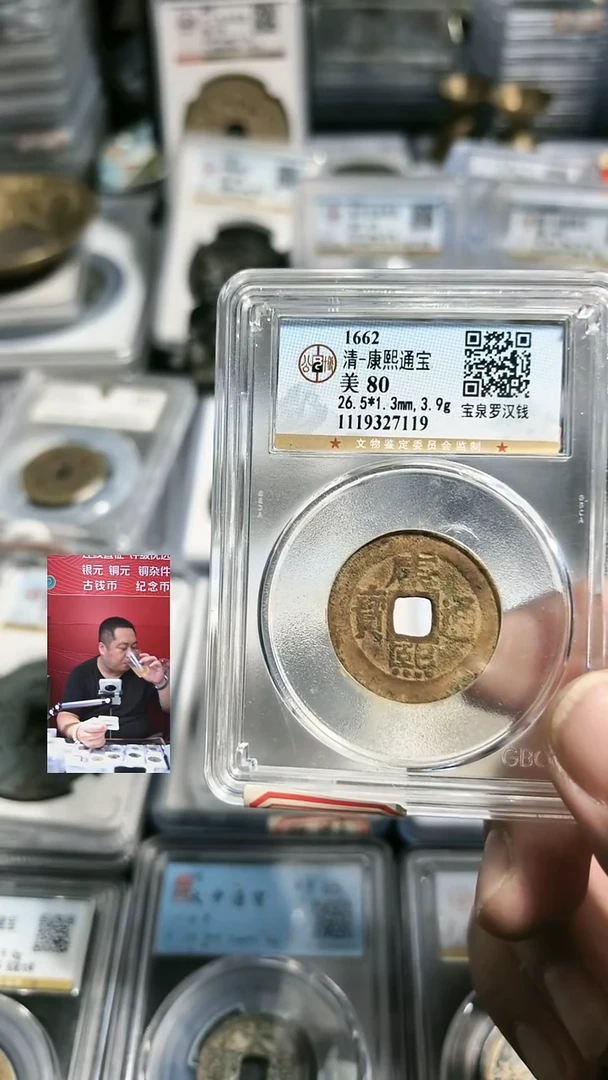 1662
清-康熙通宝
美 80
26.5*1.3mm, 3.9g
宝泉罗汉钱
1119327119
★ 文物鉴定委员会监制 ★
康熙通寶
银元 铜元 铜杂件
古钱币 纪念币